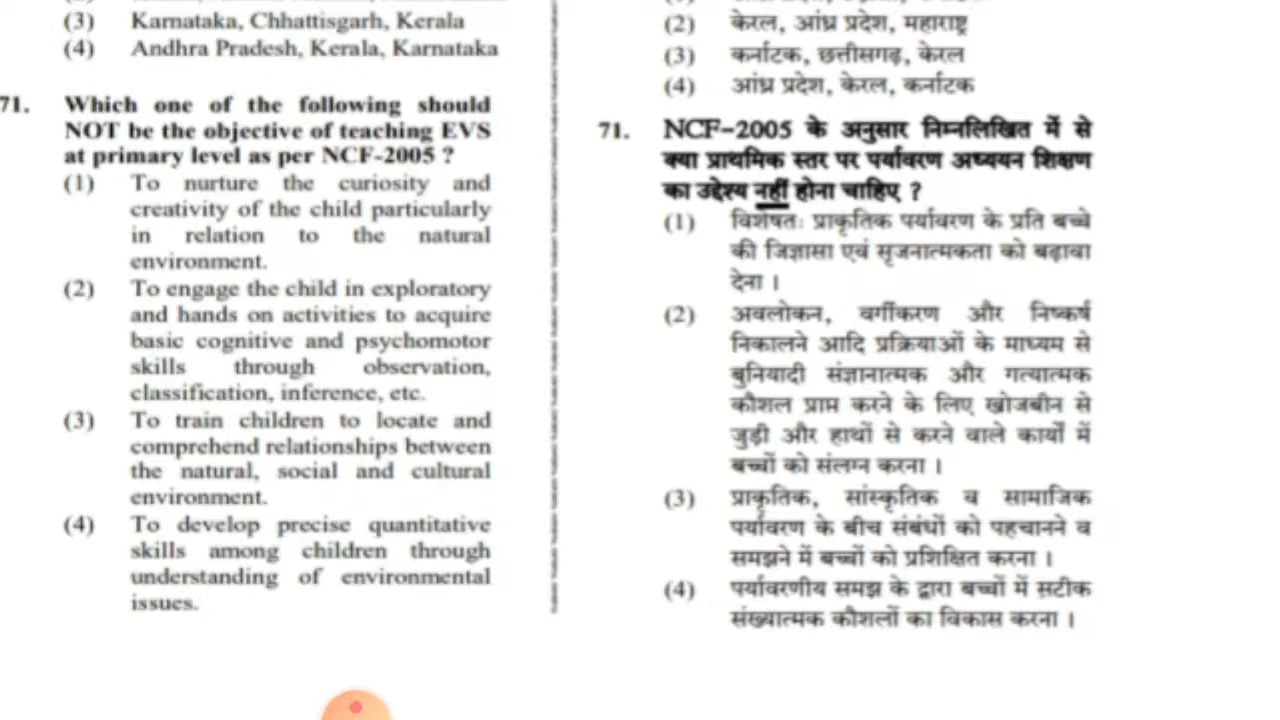 (3) Karnataka, Chhattisgarh, Kerala
(4) Andhra Pradesh, Kerala, Karnataka
71. Which one of the following should
NOT be the objective of teaching EVS
at primary level as per NCF-2005 ?
(1) To nurture the curiosity and
creativity of the child particularly
in relation to the natural
environment.
(2) To engage the child in exploratory
and hands on activities to acquire
basic cognitive and psychomotor
skills through observation,
classification, inference, etc.
(3) To train children to locate and
comprehend relationships between
the natural, social and cultural
environment.
(4) To develop precise quantitative
skills among children through
understanding of environmental
issues.
(2) केरल, आंध्र प्रदेश, महाराष्ट्र
(3) कर्नाटक, छत्तीसगढ़, केरल
(4) आंध्र प्रदेश, केरल, कर्नाटक
71. NCF-2005 के अनुसार निम्नलिखित में से
क्या प्राथमिक स्तर पर पर्यावरण अध्ययन शिक्षण
का उद्देश्य नहीं होना चाहिए ?
(1) विशेषतः प्राकृतिक पर्यावरण के प्रति बच्चे
की जिज्ञासा एवं सृजनात्मकता को बढ़ावा
देना ।
(2) अवलोकन, वर्गीकरण और निष्कर्ष
निकालने आदि प्रक्रियाओं के माध्यम से
बुनियादी संज्ञानात्मक और गत्यात्मक
कौशल प्राप्त करने के लिए खोजबीन से
जुड़ी और हाथों से करने वाले कार्यों में
बच्चों को संलग्न करना ।
(3) प्राकृतिक, सांस्कृतिक व सामाजिक
पर्यावरण के बीच संबंधों को पहचानने व
समझने में बच्चों को प्रशिक्षित करना ।
(4) पर्यावरणीय समझ के द्वारा बच्चों में सटीक
संख्यात्मक कौशलों का विकास करना ।